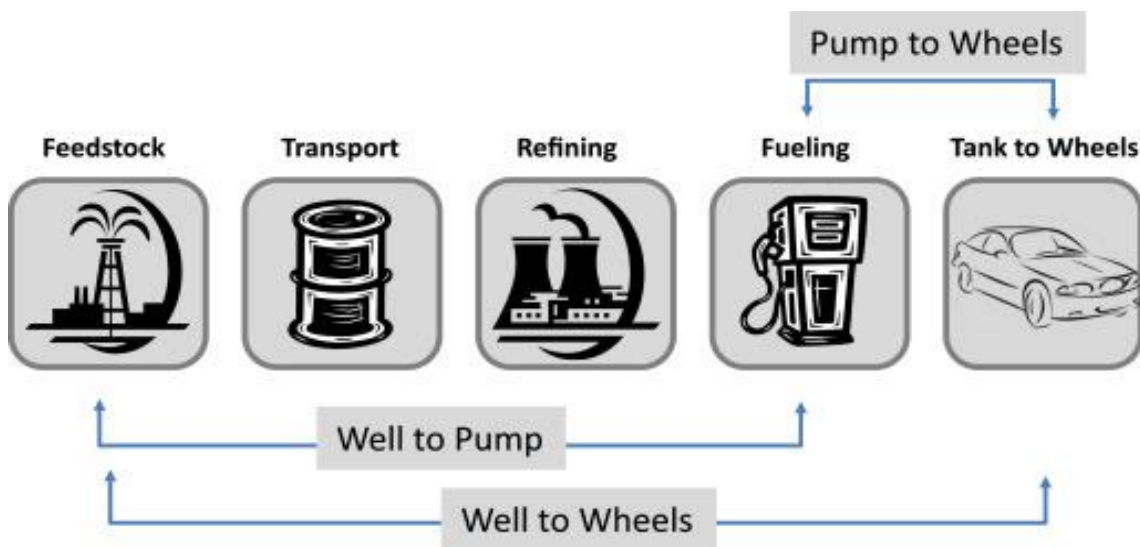 Pump to Wheels
Feedstock
Transport
Refining
Fueling
Tank to Wheels
Well to Pump
Well to Wheels